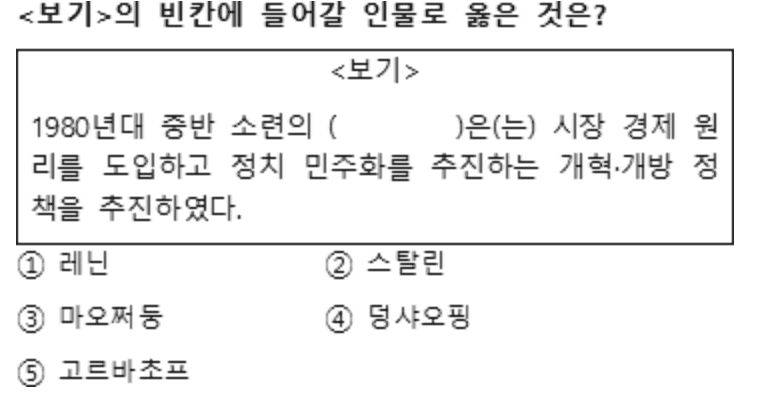 <보기>의 빈칸에 들어갈 인물로 옳은 것은?
<보기>
1980년대 중반 소련의 ( )은(는) 시장 경제 원
리를 도입하고 정치 민주화를 추진하는 개혁·개방 정
책을 추진하였다.
① 레닌 ② 스탈린
③ 마오쩌둥 ④ 덩샤오핑
⑤ 고르바초프